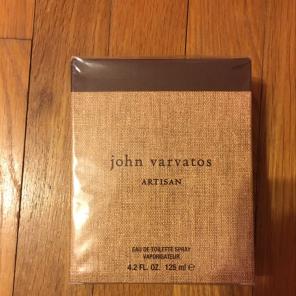 john varvatos
ARTISAN
EAU DE TOILETTE SPRAY
VAPORISATEUR
4.2 FL. OZ. 125 ml ℮